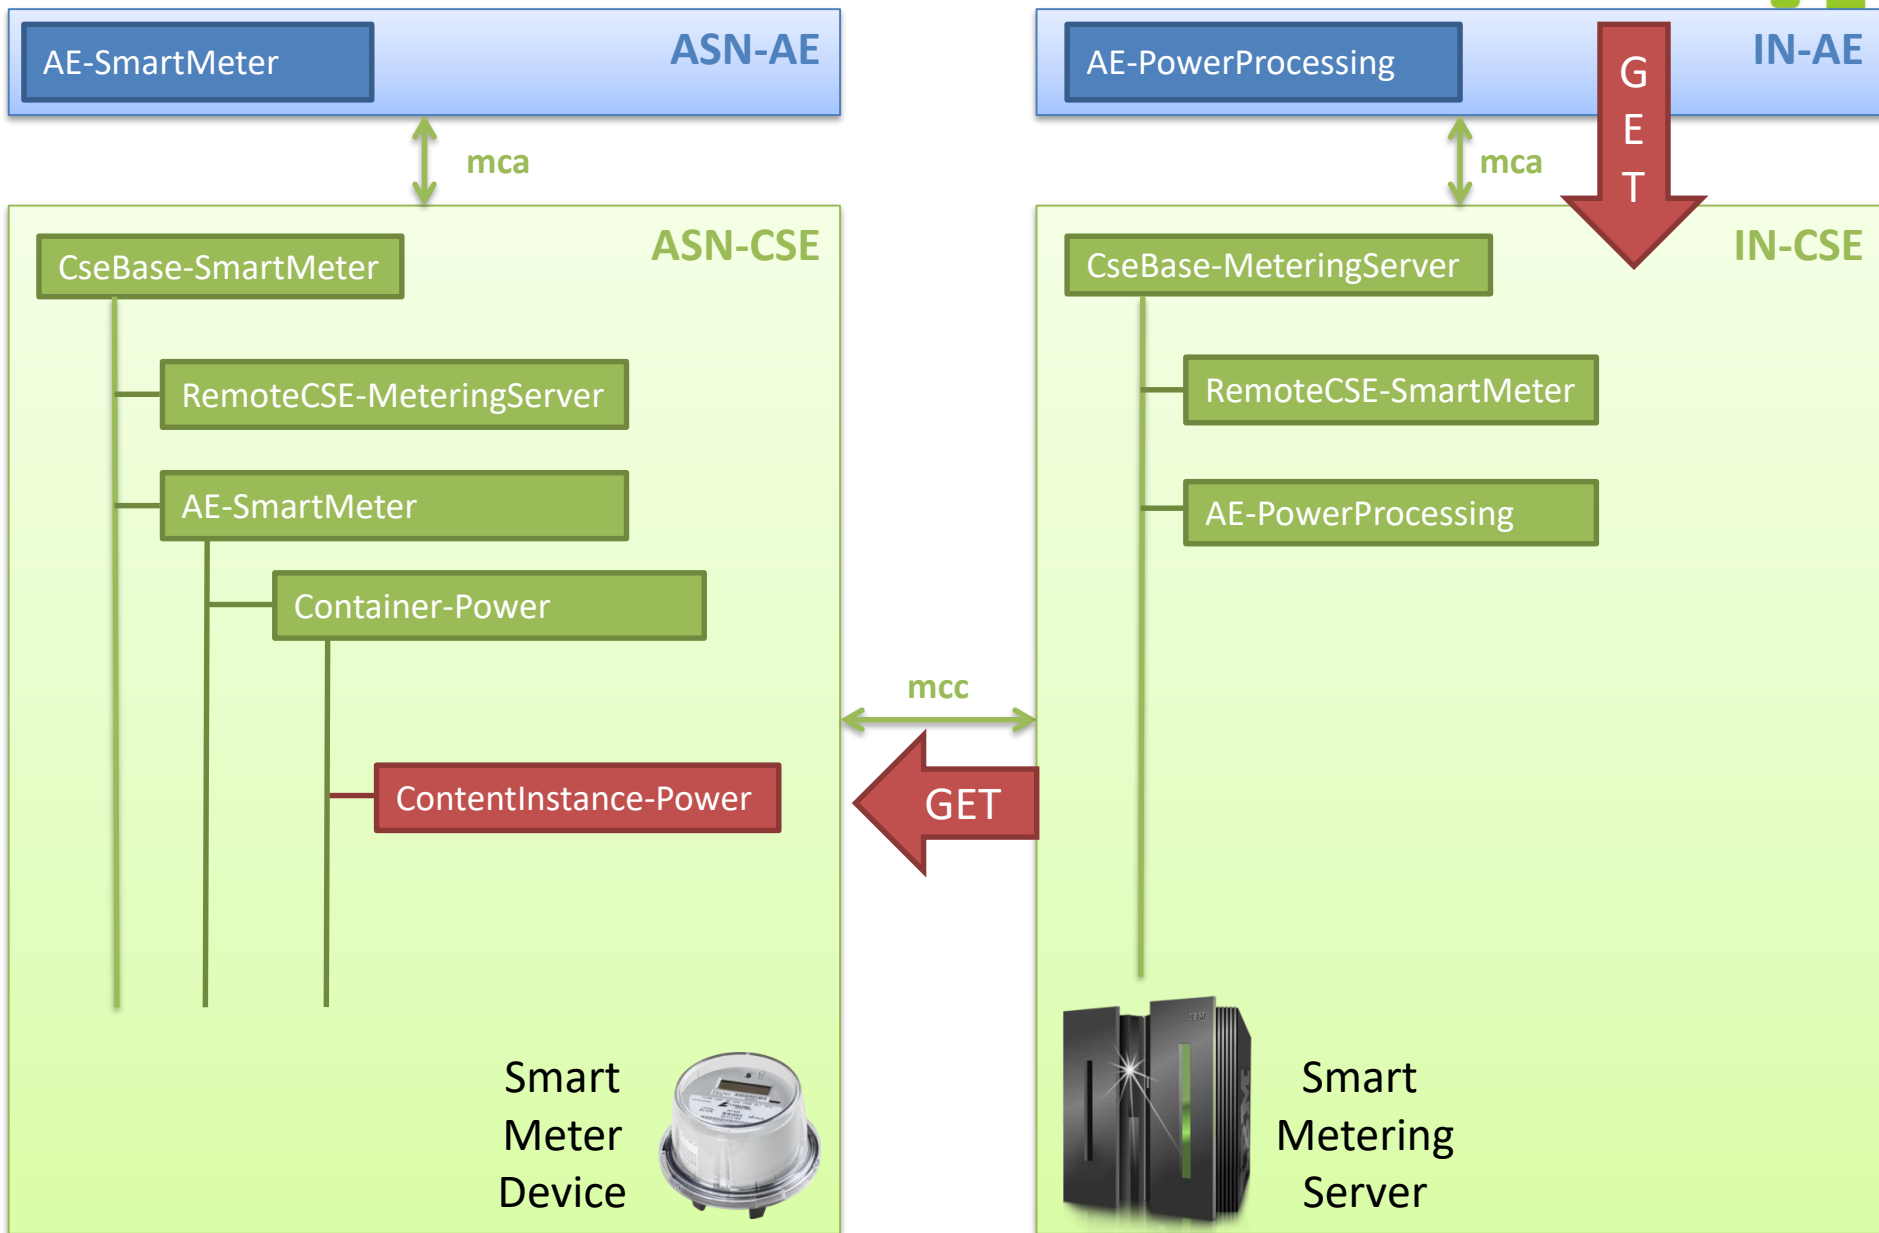 AE-SmartMeter
ASN-AE
mca
ASN-CSE
CseBase-SmartMeter
RemoteCSE-MeteringServer
AE-SmartMeter
Container-Power
ContentInstance-Power
Smart
Meter
Device
mcc
GET
AE-PowerProcessing
IN-AE
G
E
T
mca
IN-CSE
CseBase-MeteringServer
RemoteCSE-SmartMeter
AE-PowerProcessing
Smart
Metering
Server